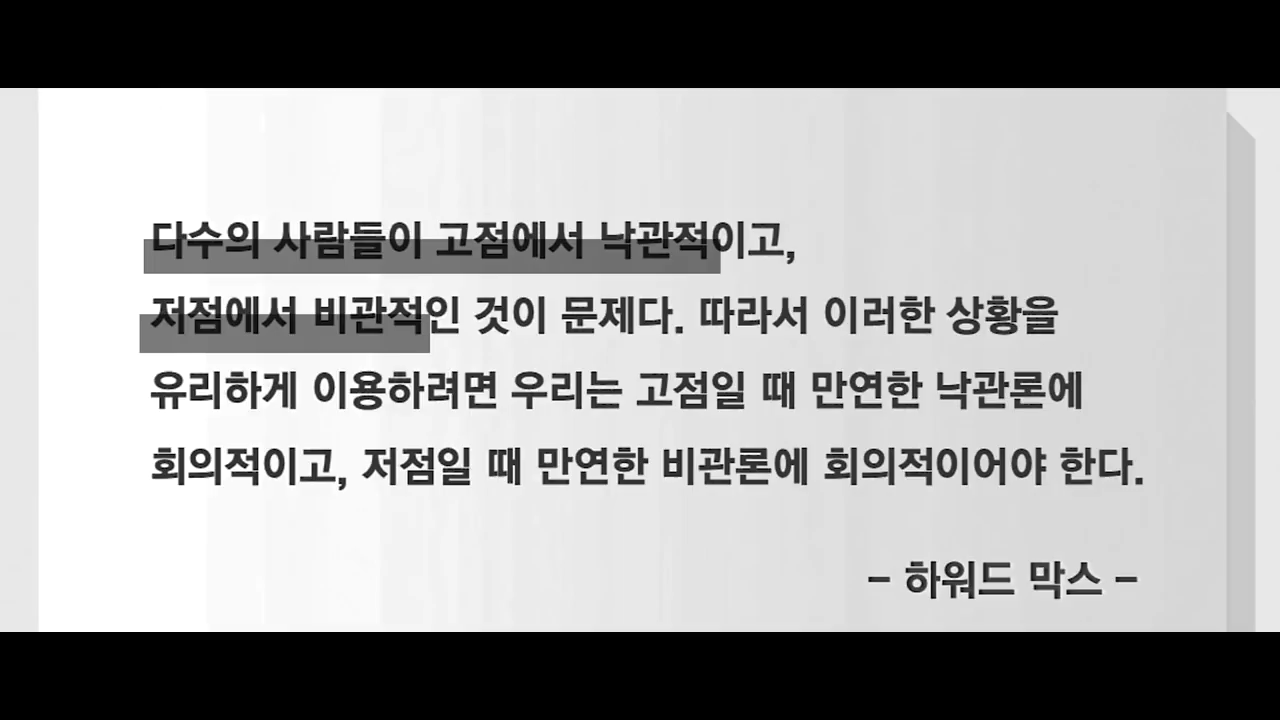 다수의 사람들이 고점에서 낙관적이고,
저점에서 비관적인 것이 문제다. 따라서 이러한 상황을
유리하게 이용하려면 우리는 고점일 때 만연한 낙관론에
회의적이고, 저점일 때 만연한 비관론에 회의적이어야 한다.
- 하워드 막스 -